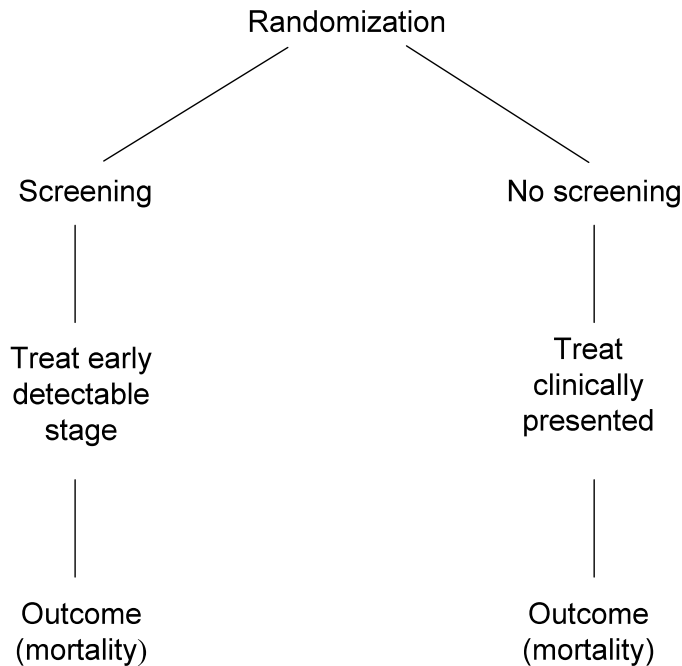 Randomization
Screening
No screening
Treat early
detectable
stage
Treat
clinically
presented
Outcome
(mortality)
Outcome
(mortality)